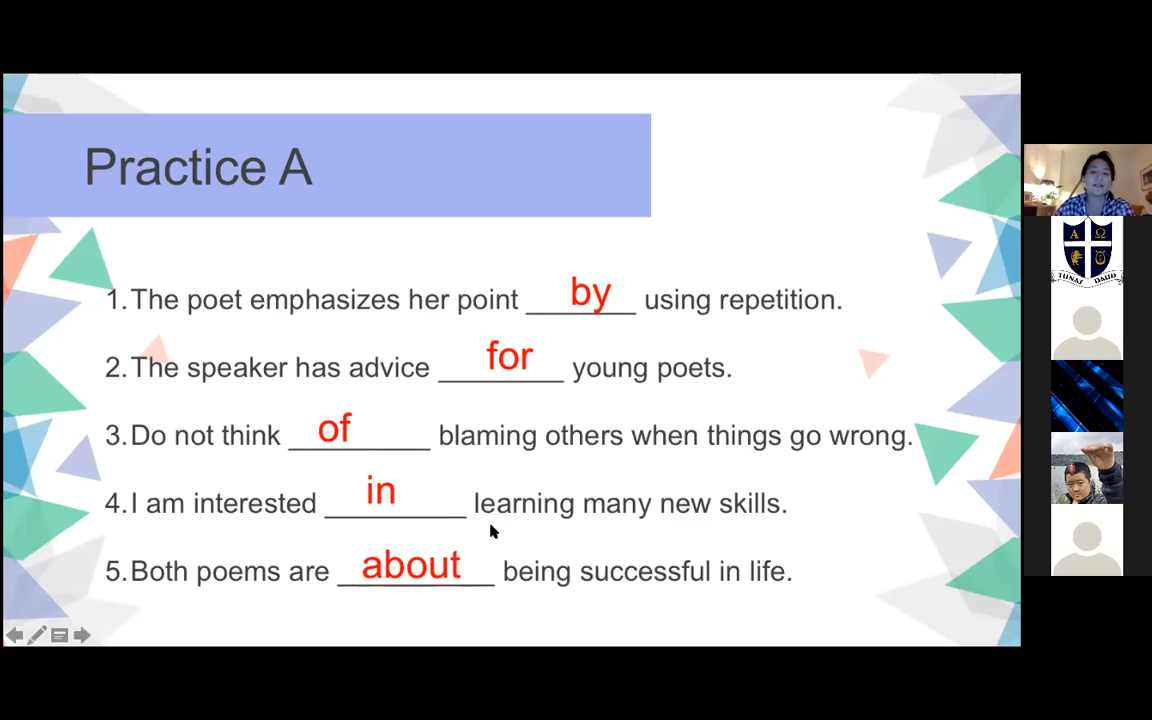 Practice A
1. The poet emphasizes her point by using repetition.
2. The speaker has advice for young poets.
3. Do not think of blaming others when things go wrong.
4. I am interested in learning many new skills.
5. Both poems are about being successful in life.
Α Ω
TUNAS DAUD